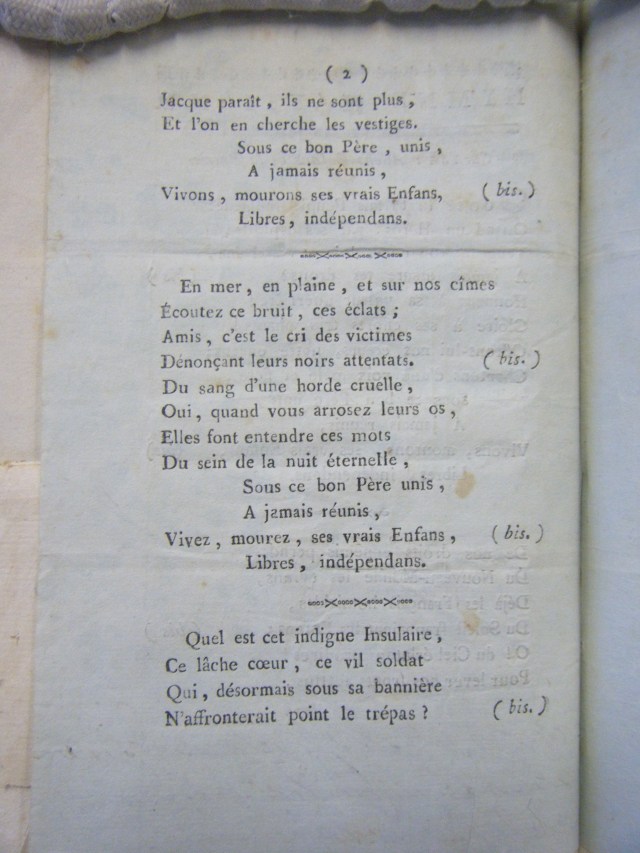 ( 2 )
Jacque paraît , ils ne sont plus ,
Et l'on en cherche les vestiges.
Sous ce bon Père , unis ,
A jamais réunis ,
Vivons , mourons ses vrais Enfans, ( bis. )
Libres , indépendans.
En mer, en plaine , et sur nos cîmes
Écoutez ce bruit , ces éclats ;
Amis , c'est le cri des victimes
Dénonçant leurs noirs attentats. ( bis. )
Du sang d'une horde cruelle ,
Oui , quand vous arrosez leurs os ,
Elles font entendre ces mots
Du sein de la nuit éternelle ,
Sous ce bon Père unis ,
A jamais réunis ,
Vivez , mourez , ses vrais Enfans , ( bis. )
Libres , indépendans.
Quel est cet indigne Insulaire ,
Ce lâche cœur , ce vil soldat
Qui , désormais sous sa bannière
N'affronterait point le trépas ? ( bis. )